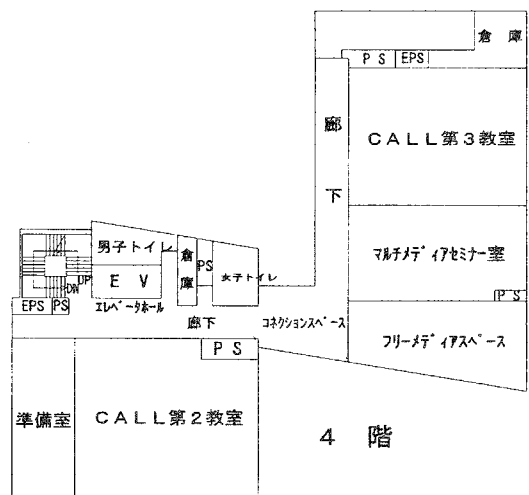 倉庫
PS
EPS
廊下
CALL第3教室
男子トイレ
倉庫
PS
女子トイレ
マルチメディアセミナー室
UP
DN
EV
EPS
PS
エレベータホール
PS
廊下
コネクションスペース
フリーメディアスペース
PS
準備室
CALL第2教室
4階